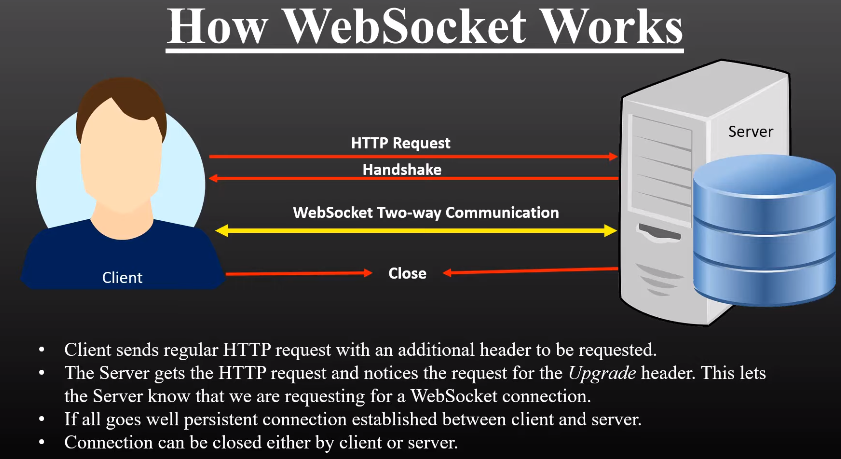 How WebSocket Works
HTTP Request
Handshake
WebSocket Two-way Communication
Close
Client
Server
• Client sends regular HTTP request with an additional header to be requested.
• The Server gets the HTTP request and notices the request for the Upgrade header. This lets
the Server know that we are requesting for a WebSocket connection.
• If all goes well persistent connection established between client and server.
• Connection can be closed either by client or server.